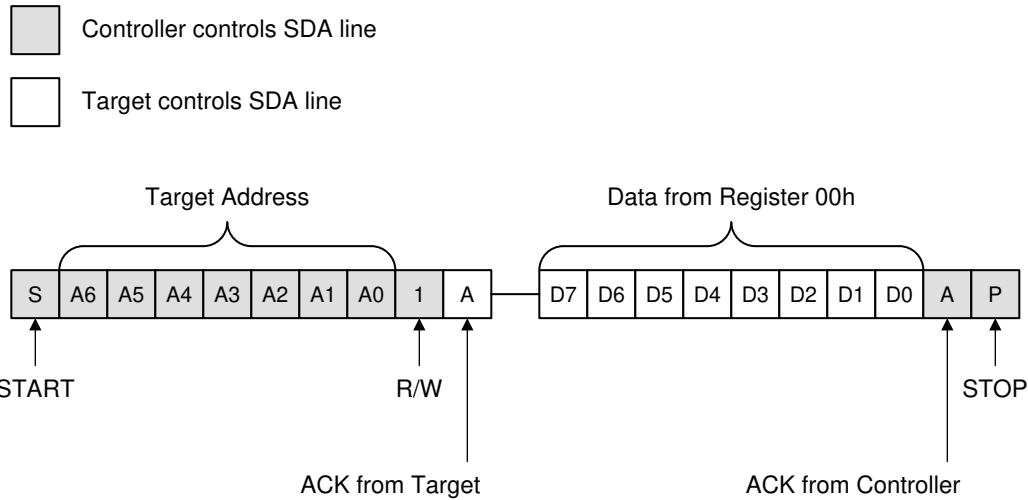 Controller controls SDA line
Target controls SDA line
Target Address
Data from Register 00h
S A6 A5 A4 A3 A2 A1 A0 1 A D7 D6 D5 D4 D3 D2 D1 D0 A P
START
R/W
STOP
ACK from Target
ACK from Controller